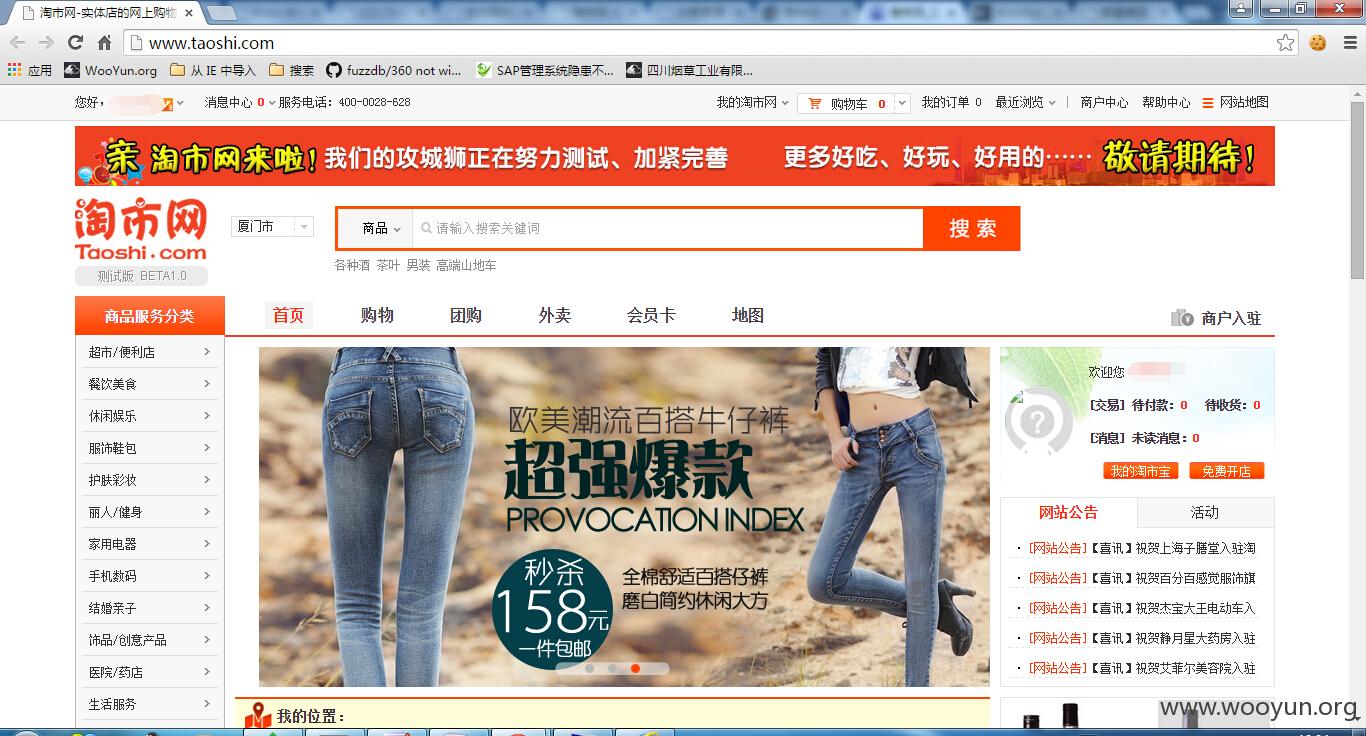 淘市网-实体店的网上购物
www.taoshi.com
应用 WooYun.org 从 IE 中导入 搜索 fuzzdb/360 not wi... SAP管理系统隐患不... 四川烟草工业有限...
您好， 消息中心 0 服务电话：400-0028-628 我的淘市网 购物车 0 我的订单 0 最近浏览 商户中心 帮助中心 网站地图
亲 淘市网来啦! 我们的攻城狮正在努力测试、加紧完善 更多好吃、好玩、好用的…… 敬请期待!
淘市网
Taoshi.com
测试版 BETA1.0
厦门市 商品 请输入搜索关键词 搜索
各种酒 茶叶 男装 高端山地车
商品服务分类 首页 购物 团购 外卖 会员卡 地图 商户入驻
超市/便利店
餐饮美食
休闲娱乐
服饰鞋包
护肤彩妆
丽人/健身
家用电器
手机数码
结婚亲子
饰品/创意产品
医院/药店
生活服务
欧美潮流百搭牛仔裤
超强爆款
PROVOCATION INDEX
秒杀
158元
一件包邮
全棉舒适百搭仔裤
磨白简约休闲大方
欢迎您
[交易] 待付款：0 待收货：0
[消息] 未读消息：0
我的淘市宝 免费开店
网站公告 活动
· [网站公告]【喜讯】祝贺上海子膳堂入驻淘
· [网站公告]【喜讯】祝贺百分百感觉服饰旗
· [网站公告]【喜讯】祝贺杰宝大王电动车入
· [网站公告]【喜讯】祝贺静月星大药房入驻
· [网站公告]【喜讯】祝贺艾菲尔美容院入驻
我的位置：
www.wooyun.org